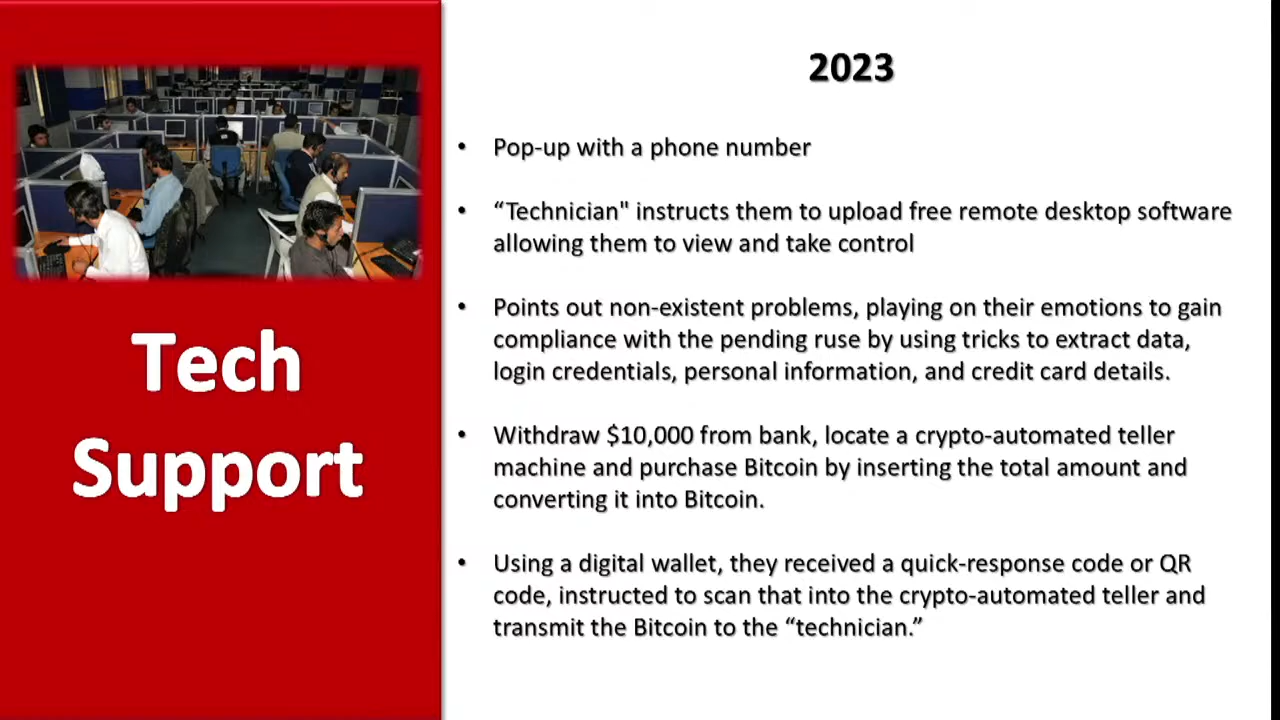 Tech
Support
2023
• Pop-up with a phone number
• “Technician" instructs them to upload free remote desktop software
allowing them to view and take control
• Points out non-existent problems, playing on their emotions to gain
compliance with the pending ruse by using tricks to extract data,
login credentials, personal information, and credit card details.
• Withdraw $10,000 from bank, locate a crypto-automated teller
machine and purchase Bitcoin by inserting the total amount and
converting it into Bitcoin.
• Using a digital wallet, they received a quick-response code or QR
code, instructed to scan that into the crypto-automated teller and
transmit the Bitcoin to the “technician.”